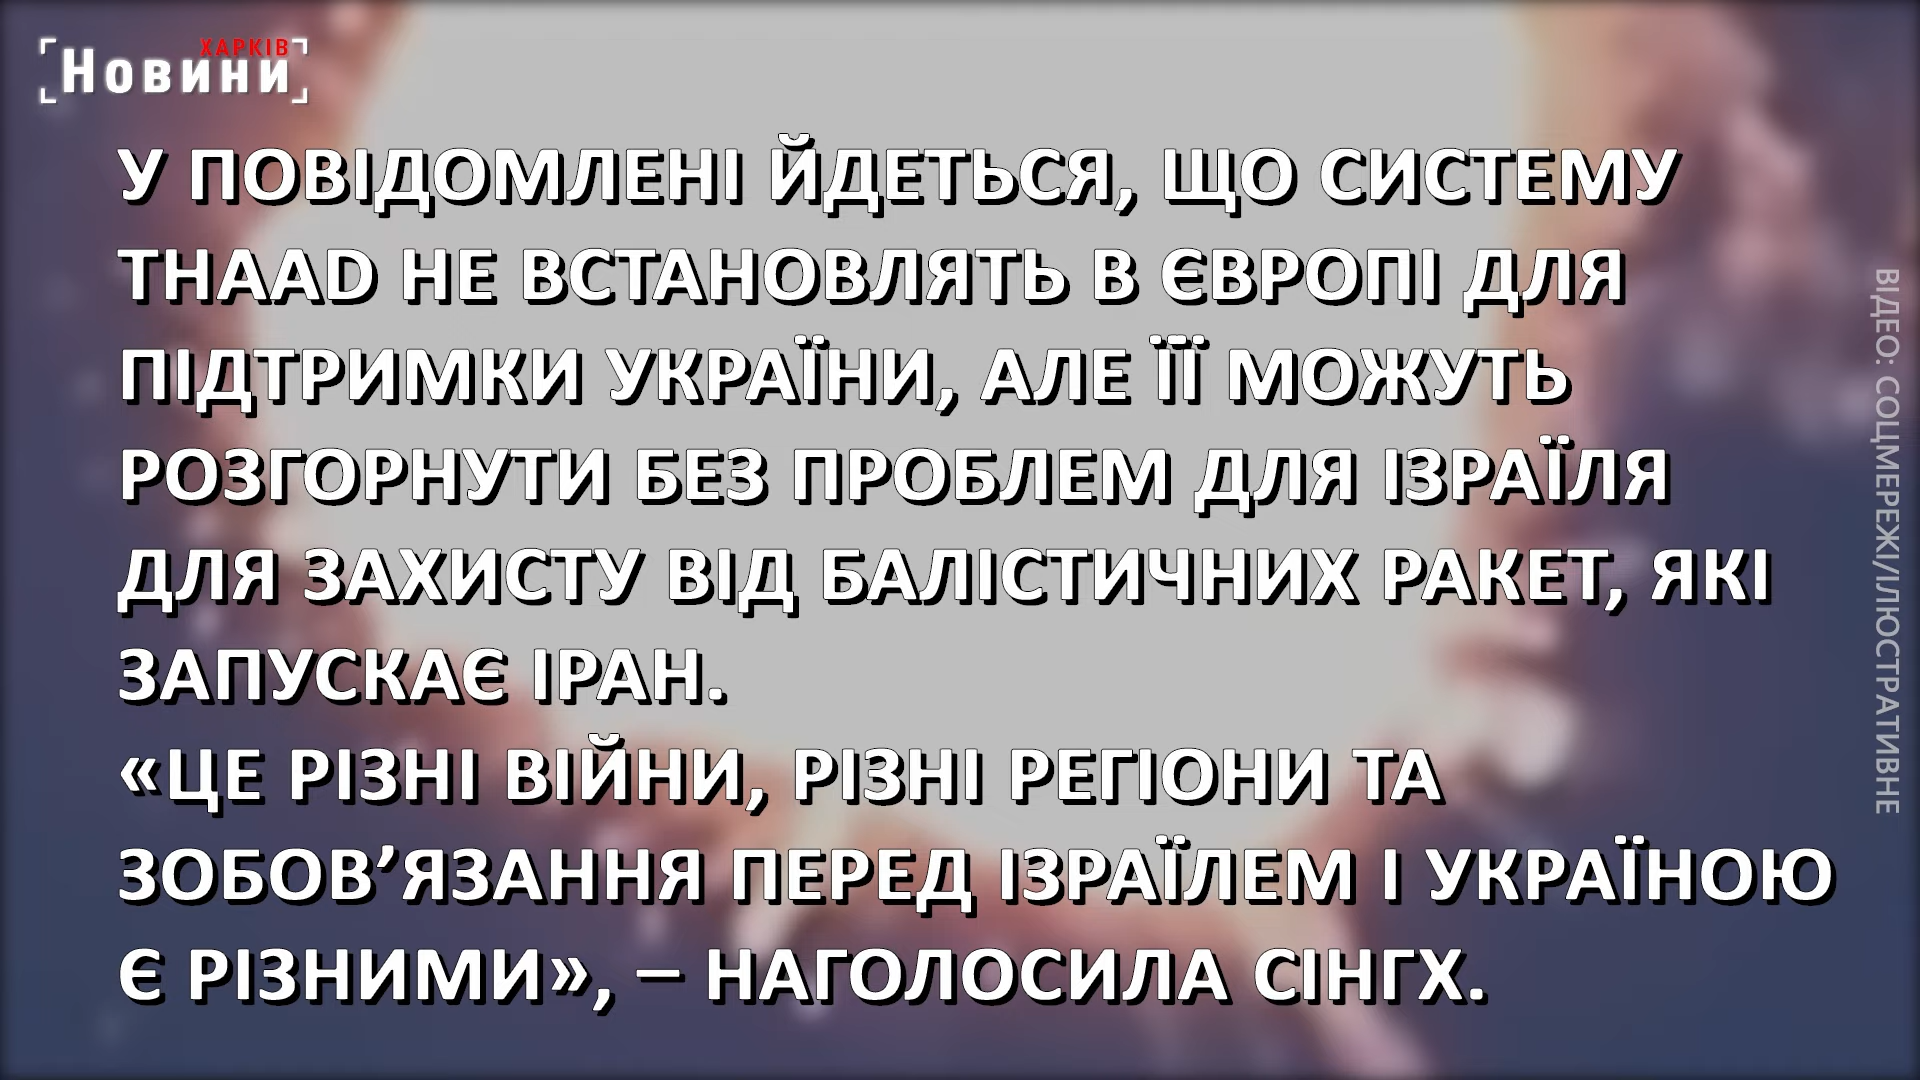 ХАРКІВ
Новини
У ПОВІДОМЛЕНІ ЙДЕТЬСЯ, ЩО СИСТЕМУ
THAAD НЕ ВСТАНОВЛЯТЬ В ЄВРОПІ ДЛЯ
ПІДТРИМКИ УКРАЇНИ, АЛЕ ЇЇ МОЖУТЬ
РОЗГОРНУТИ БЕЗ ПРОБЛЕМ ДЛЯ ІЗРАЇЛЯ
ДЛЯ ЗАХИСТУ ВІД БАЛІСТИЧНИХ РАКЕТ, ЯКІ
ЗАПУСКАЄ ІРАН.
«ЦЕ РІЗНІ ВІЙНИ, РІЗНІ РЕГІОНИ ТА
ЗОБОВ’ЯЗАННЯ ПЕРЕД ІЗРАЇЛЕМ І УКРАЇНОЮ
Є РІЗНИМИ», – НАГОЛОСИЛА СІНГХ.
ВІДЕО: СОЦМЕРЕЖІ/ІЛЮСТРАТИВНЕ